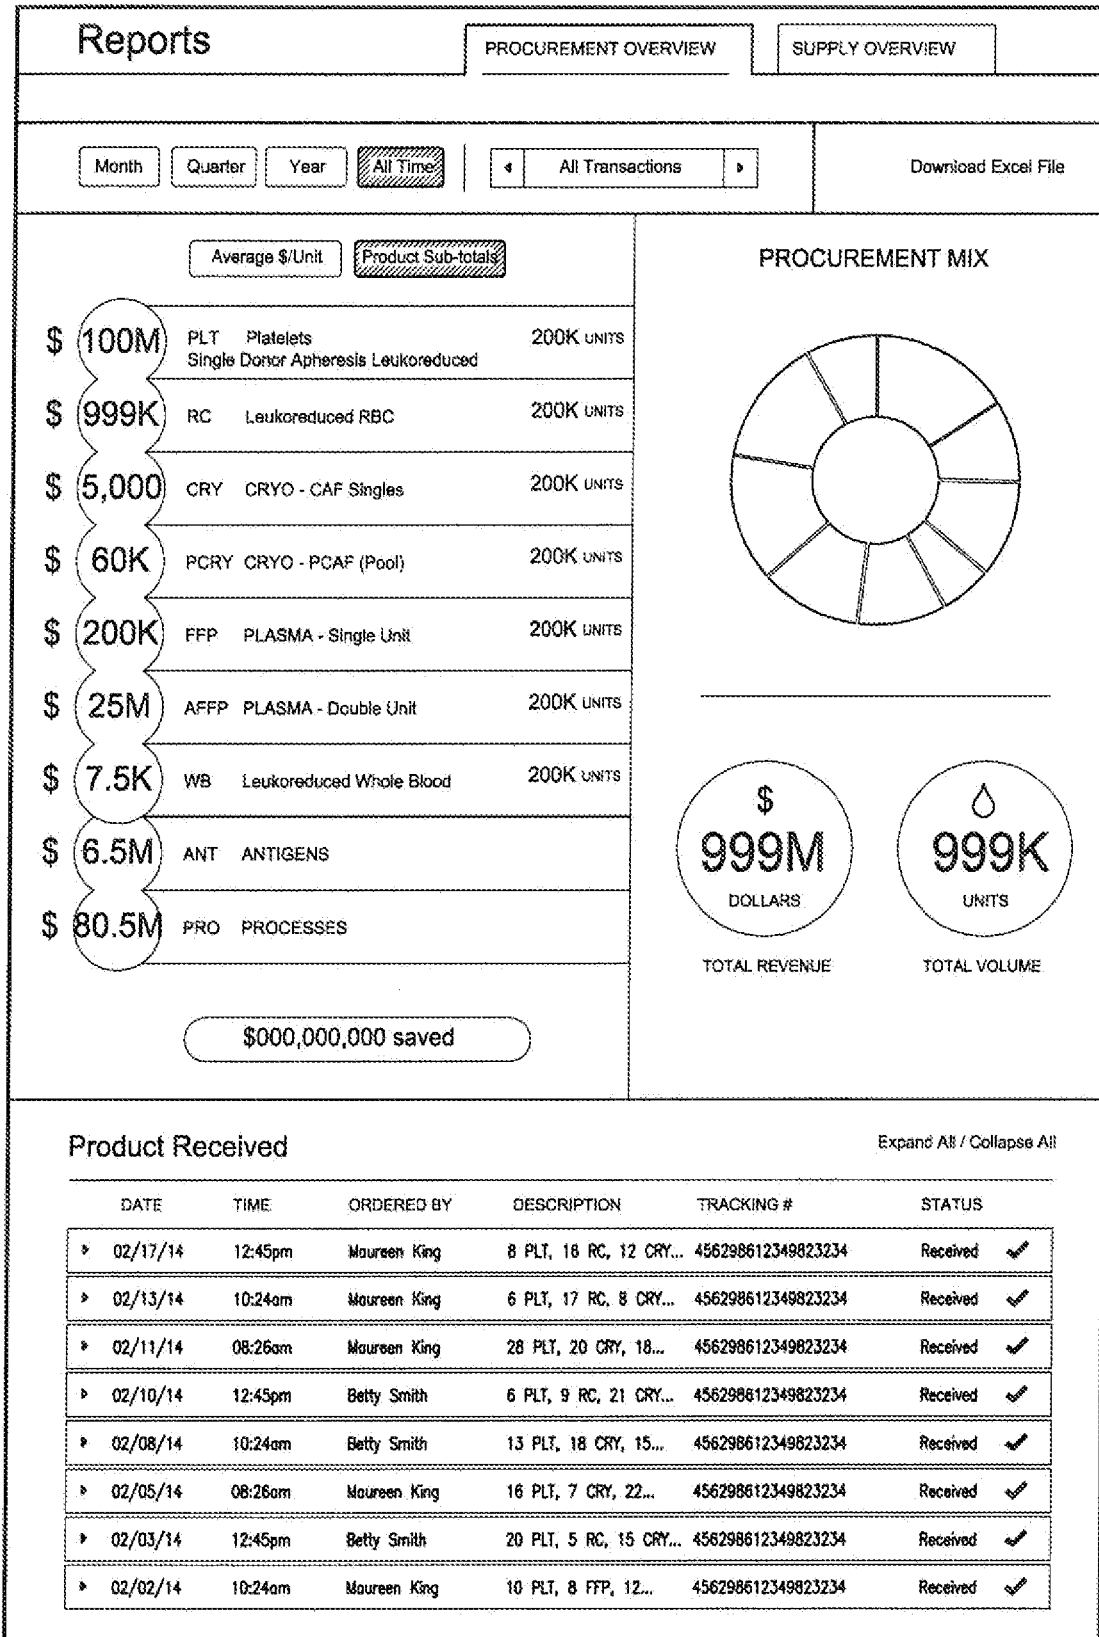 Reports
PROCUREMENT OVERVIEW
SUPPLY OVERVIEW
Month Quarter Year All Time All Transactions Download Excel File
Average $/Unit Product Sub-totals
$ 100M PLT Platelets 200K UNITS
Single Donor Apheresis Leukoreduced
$ 999K RC Leukoreduced RBC 200K UNITS
$ 5,000 CRY CRYO - CAF Singles 200K UNITS
$ 60K PCRY CRYO - PCAF (Pool) 200K UNITS
$ 200K FFP PLASMA - Single Unit 200K UNITS
$ 25M AFFP PLASMA - Double Unit 200K UNITS
$ 7.5K WB Leukoreduced Whole Blood 200K UNITS
$ 6.5M ANT ANTIGENS
$ 80.5M PRO PROCESSES
$000,000,000 saved
PROCUREMENT MIX
$
999M
DOLLARS
TOTAL REVENUE
999K
UNITS
TOTAL VOLUME
Product Received
Expand All / Collapse All
DATE TIME ORDERED BY DESCRIPTION TRACKING # STATUS
02/17/14 12:45pm Maureen King 8 PLT, 18 RC, 12 CRY... 456298612349823234 Received
02/13/14 10:24am Maureen King 6 PLT, 17 RC, 8 CRY... 456298612349823234 Received
02/11/14 08:26am Maureen King 28 PLT, 20 CRY, 18... 456298612349823234 Received
02/10/14 12:45pm Betty Smith 6 PLT, 9 RC, 21 CRY... 456298612349823234 Received
02/08/14 10:24am Betty Smith 13 PLT, 18 CRY, 15... 456298612349823234 Received
02/05/14 08:26am Maureen King 16 PLT, 7 CRY, 22... 456298612349823234 Received
02/03/14 12:45pm Betty Smith 20 PLT, 5 RC, 15 CRY... 456298612349823234 Received
02/02/14 10:24am Maureen King 10 PLT, 8 FFP, 12... 456298612349823234 Received